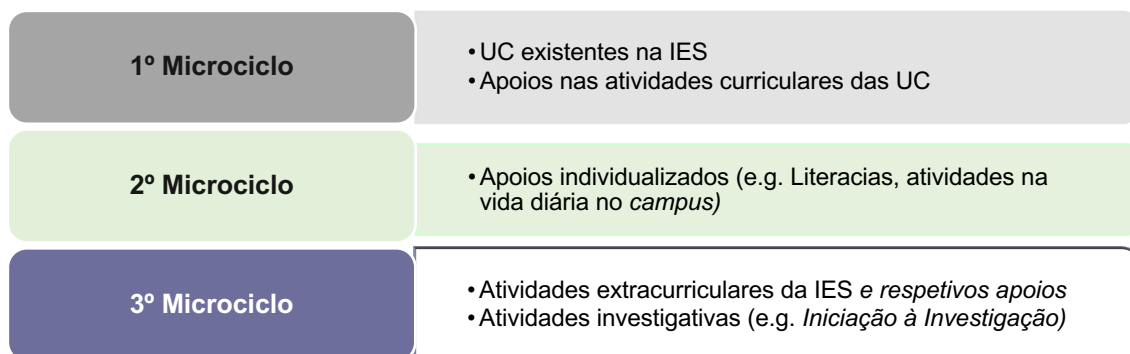 1º Microciclo
•UC existentes na IES
•Apoios nas atividades curriculares das UC
2º Microciclo
•Apoios individualizados (e.g. Literacias, atividades na
vida diária no campus)
3º Microciclo
•Atividades extracurriculares da IES e respetivos apoios
•Atividades investigativas (e.g. Iniciação à Investigação)